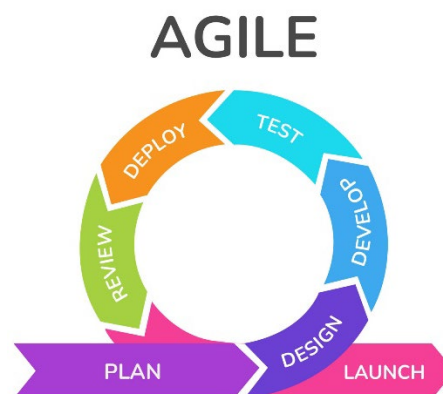 AGILE
PLAN
DESIGN
DEVELOP
TEST
DEPLOY
REVIEW
LAUNCH